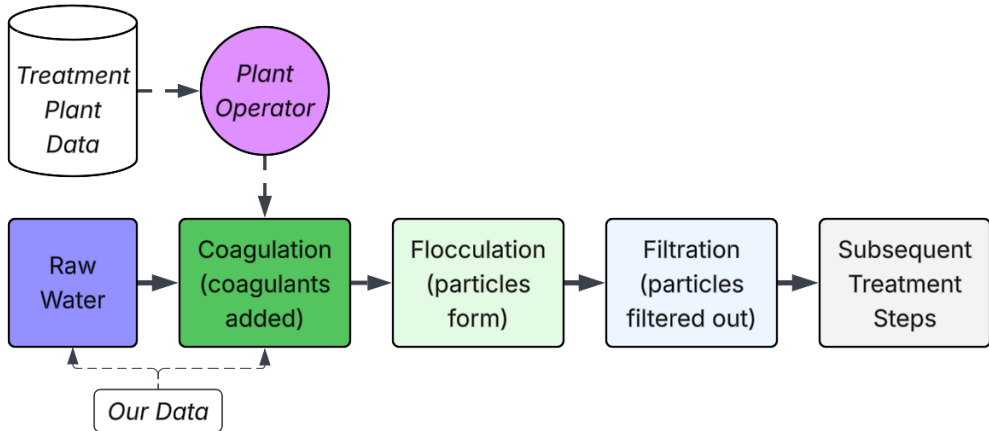 Treatment
Plant
Data
Plant
Operator
Raw
Water
Coagulation
(coagulants
added)
Flocculation
(particles
form)
Filtration
(particles
filtered out)
Subsequent
Treatment
Steps
Our Data